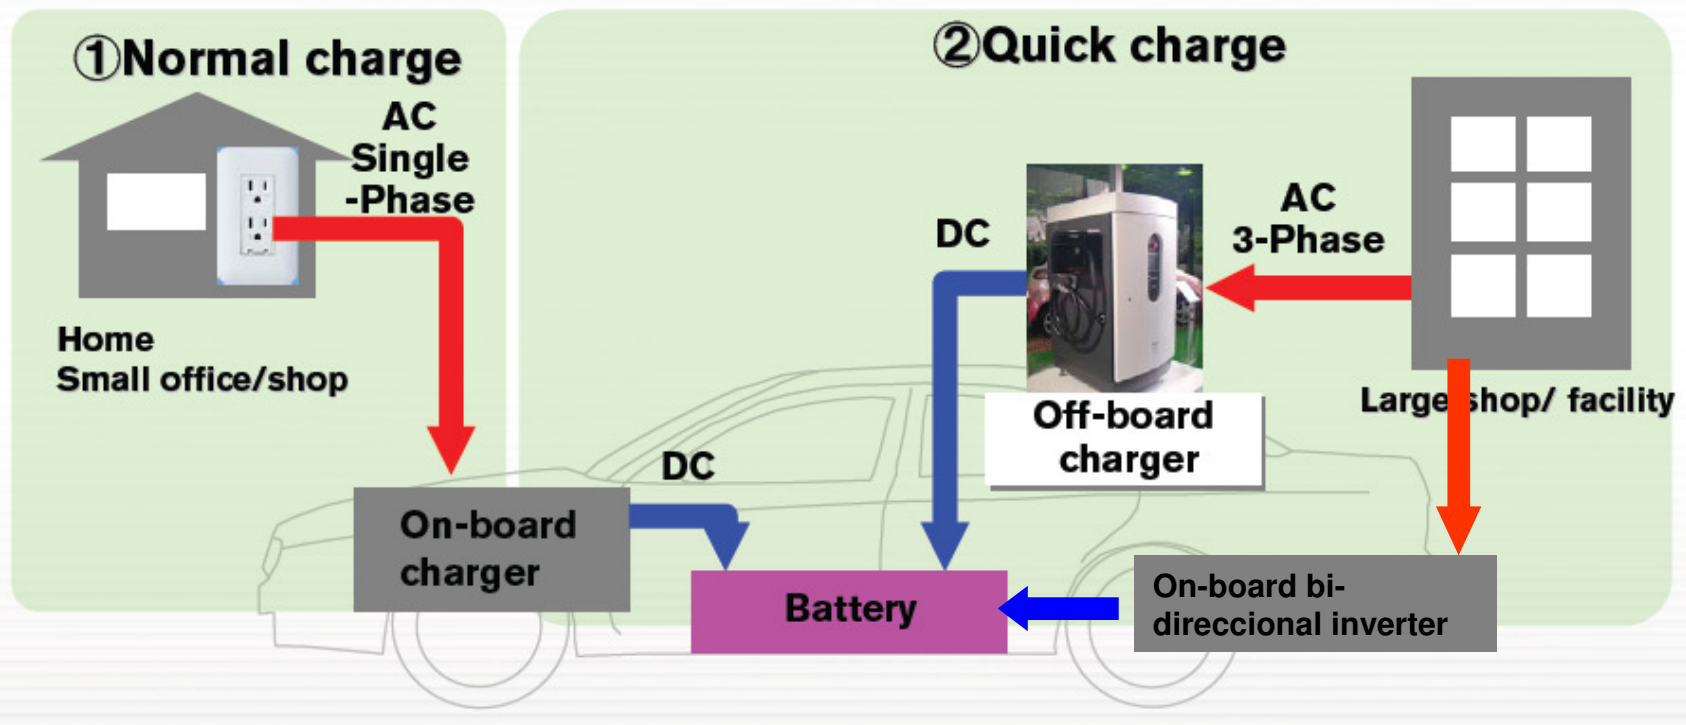 ①Normal charge
AC
Single
-Phase
Home
Small office/shop
On-board
charger
DC
Battery
②Quick charge
DC
Off-board
charger
AC
3-Phase
Large shop/ facility
On-board bi-
direccional inverter